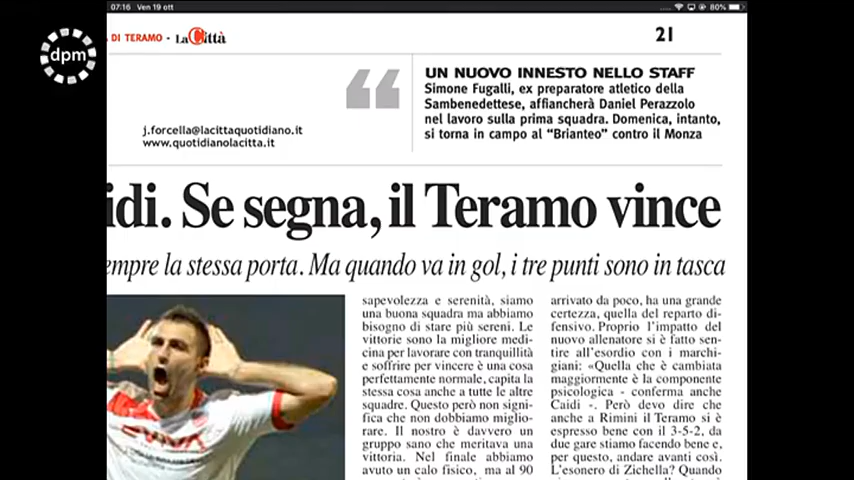 07:16 Ven 19 ott
80%
dpm
DI TERAMO - La Città
21
UN NUOVO INNESTO NELLO STAFF
Simone Fugalli, ex preparatore atletico della
Sambenedettese, affiancherà Daniel Perazzolo
nel lavoro sulla prima squadra. Domenica, intanto,
si torna in campo al “Brianteo” contro il Monza
j.forcella@lacittaquotidiano.it
www.quotidianolacitta.it
idi. Se segna, il Teramo vince
empre la stessa porta. Ma quando va in gol, i tre punti sono in tasca
sapevolezza e serenità, siamo
una buona squadra ma abbiamo
bisogno di stare più sereni. Le
vittorie sono la migliore medi-
cina per lavorare con tranquillità
e soffrire per vincere è una cosa
perfettamente normale, capita la
stessa cosa anche a tutte le altre
squadre. Questo però non signi-
fica che non dobbiamo miglio-
rare. Il nostro è davvero un
gruppo sano che meritava una
vittoria. Nel finale abbiamo
avuto un calo fisico, ma al 90
arrivato da poco, ha una grande
certezza, quella del reparto di-
fensivo. Proprio l'impatto del
nuovo allenatore si è fatto sen-
tire all'esordio con i marchi-
giani: «Quella che è cambiata
maggiormente è la componente
psicologica - conferma anche
Caidi -. Però devo dire che
anche a Rimini il Teramo si è
espresso bene con il 3-5-2, da
due gare stiamo facendo bene e,
per questo, andare avanti così.
L'esonero di Zichella? Quando